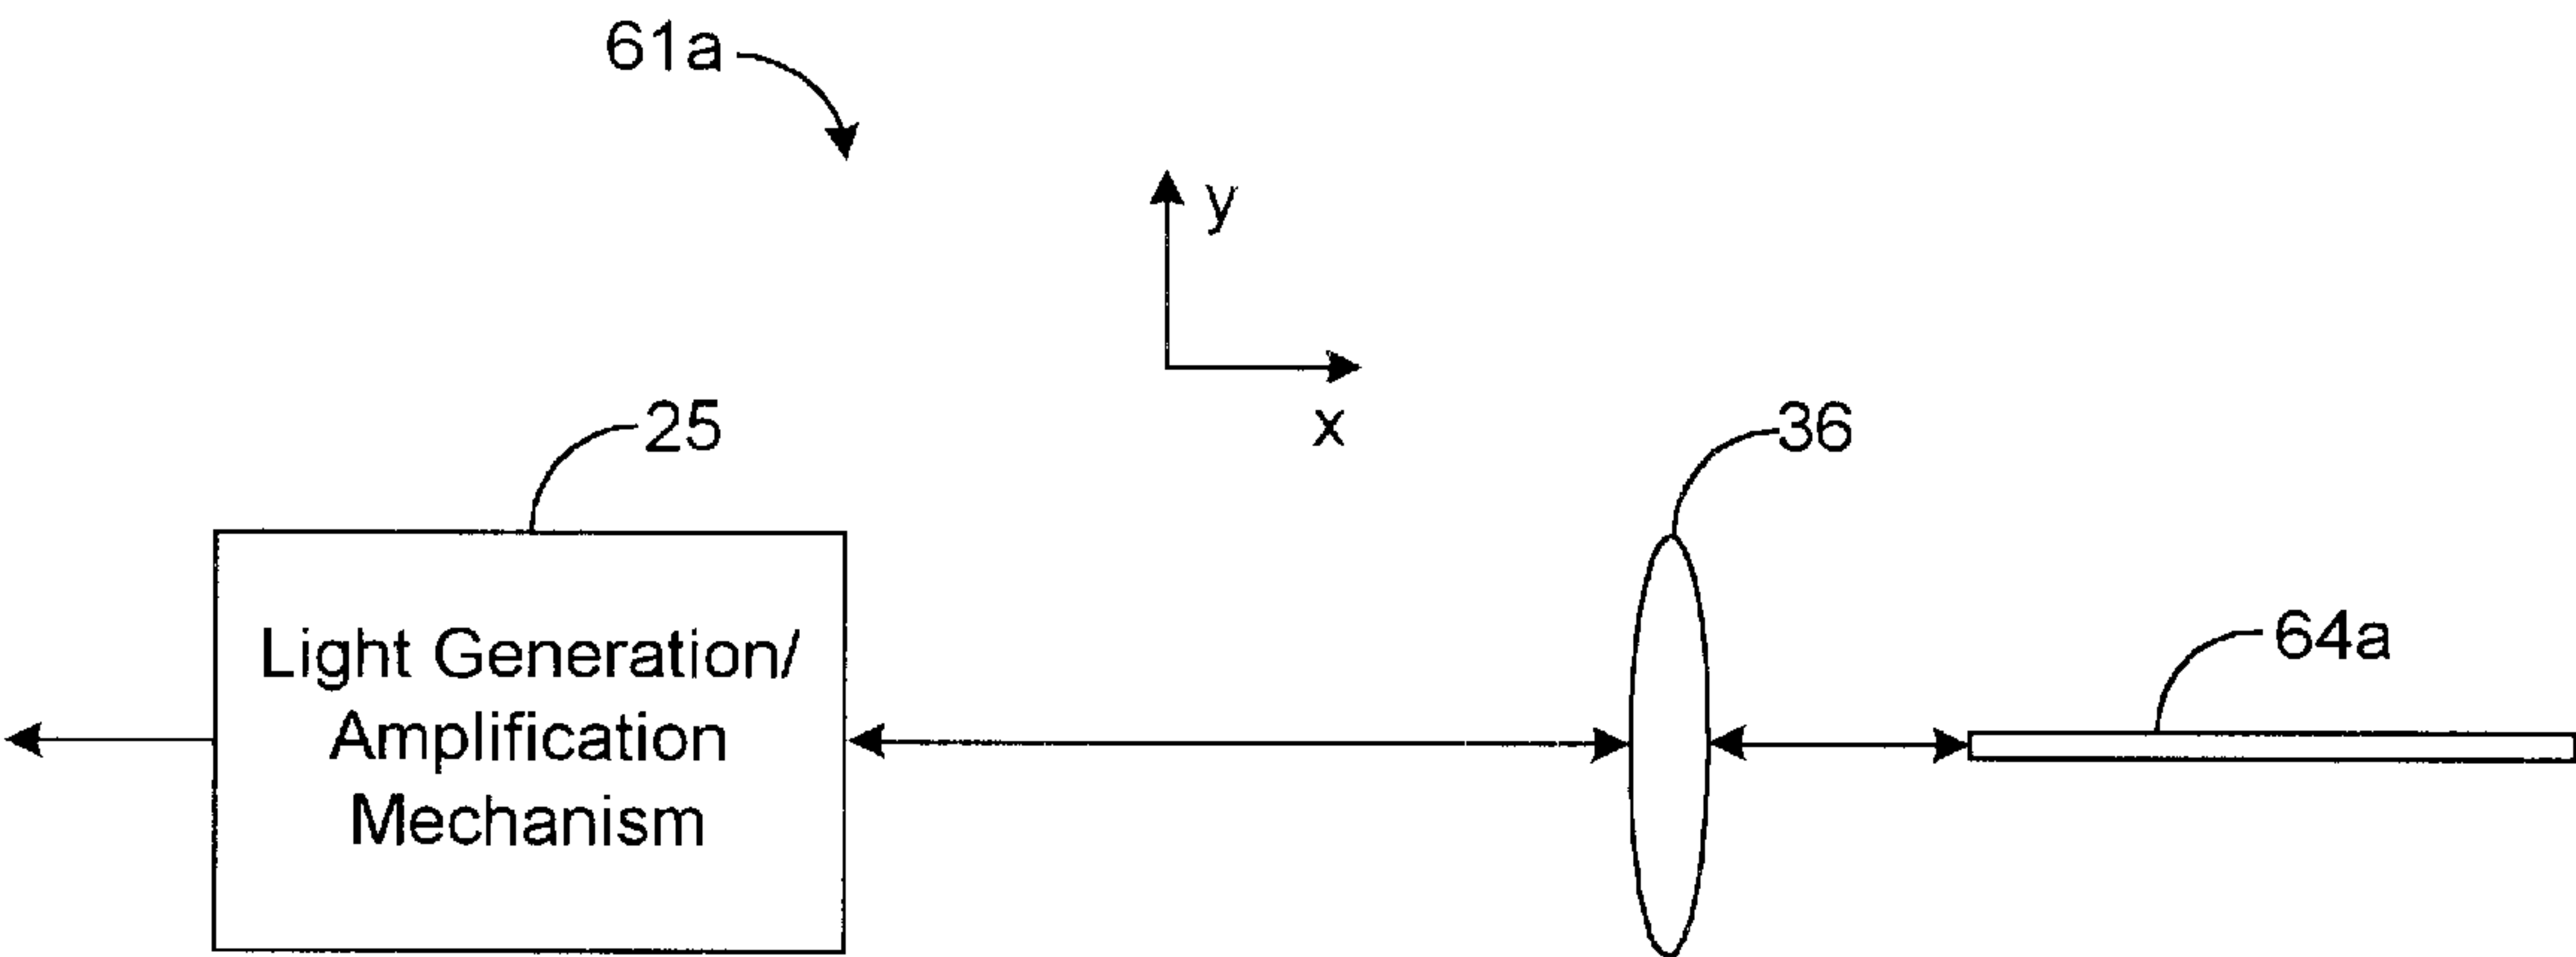 61a
y
x
25
36
64a
Light Generation/
Amplification
Mechanism